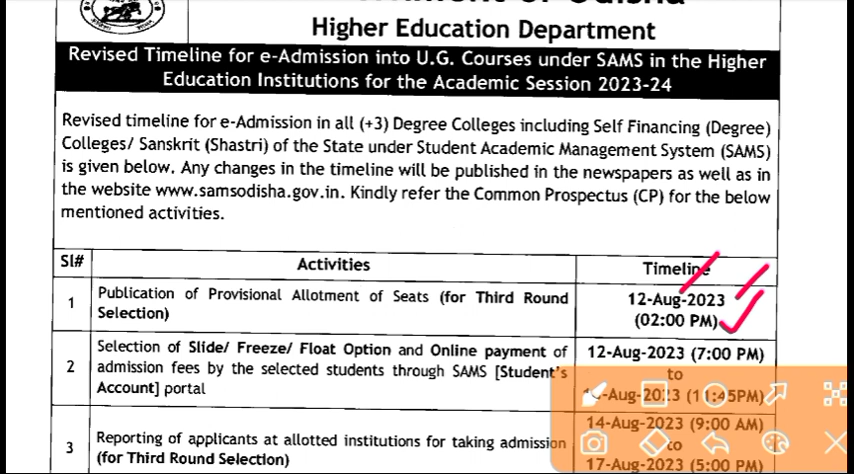 Higher Education Department
Revised Timeline for e-Admission into U.G. Courses under SAMS in the Higher
Education Institutions for the Academic Session 2023-24
Revised timeline for e-Admission in all (+3) Degree Colleges including Self Financing (Degree)
Colleges/ Sanskrit (Shastri) of the State under Student Academic Management System (SAMS)
is given below. Any changes in the timeline will be published in the newspapers as well as in
the website www.samsodisha.gov.in. Kindly refer the Common Prospectus (CP) for the below
mentioned activities.
Sl# Activities Timeline
1 Publication of Provisional Allotment of Seats (for Third Round
Selection)
12-Aug-2023
(02:00 PM)
2 Selection of Slide/ Freeze/ Float Option and Online payment of
admission fees by the selected students through SAMS [Student's
Account] portal
12-Aug-2023 (7:00 PM)
to
-Aug-2023 (11:45PM)
3 Reporting of applicants at allotted institutions for taking admission
(for Third Round Selection)
14-Aug-2023 (9:00 AM)
to
17-Aug-2023 (5:00 PM)